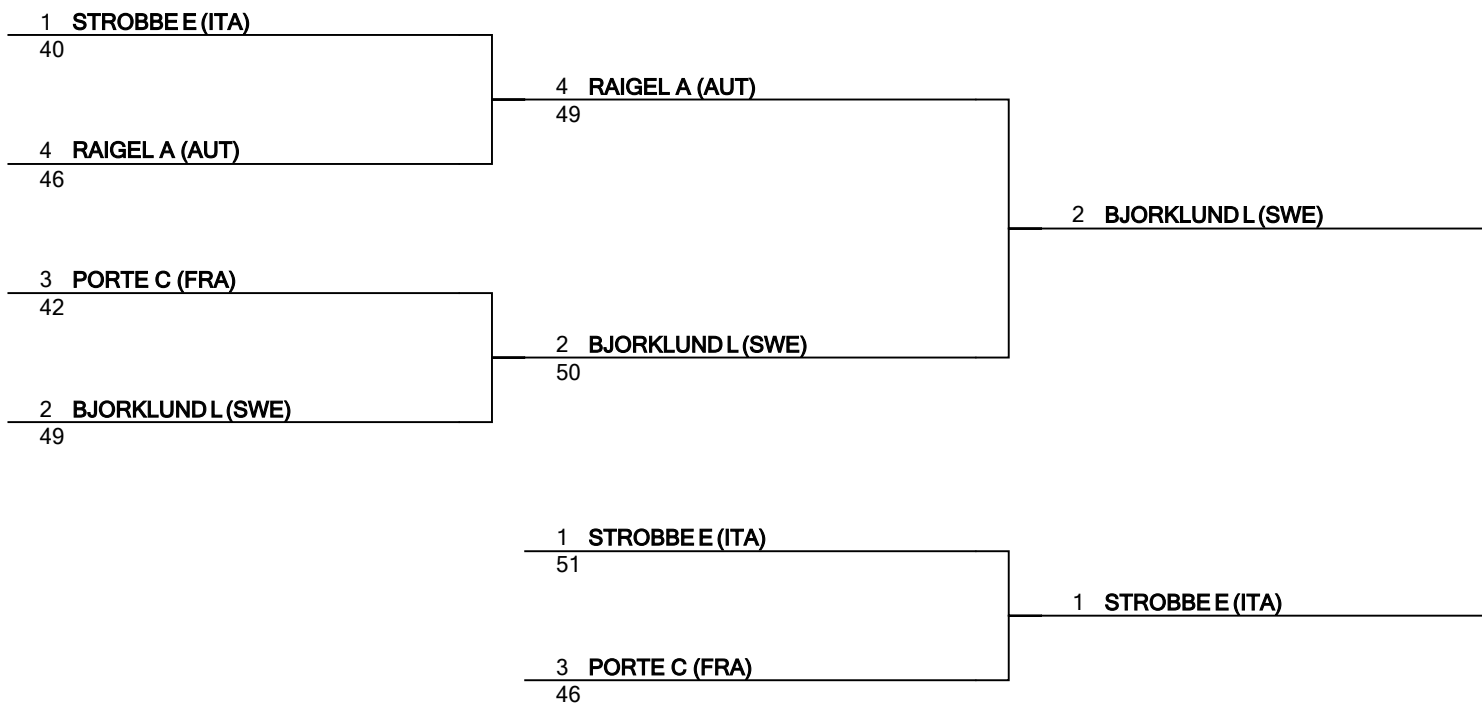 1 STROBBE E (ITA)
40
4 RAIGEL A (AUT)
49
4 RAIGEL A (AUT)
46
2 BJORKLUND L (SWE)
3 PORTE C (FRA)
42
2 BJORKLUND L (SWE)
50
2 BJORKLUND L (SWE)
49
1 STROBBE E (ITA)
51
1 STROBBE E (ITA)
3 PORTE C (FRA)
46